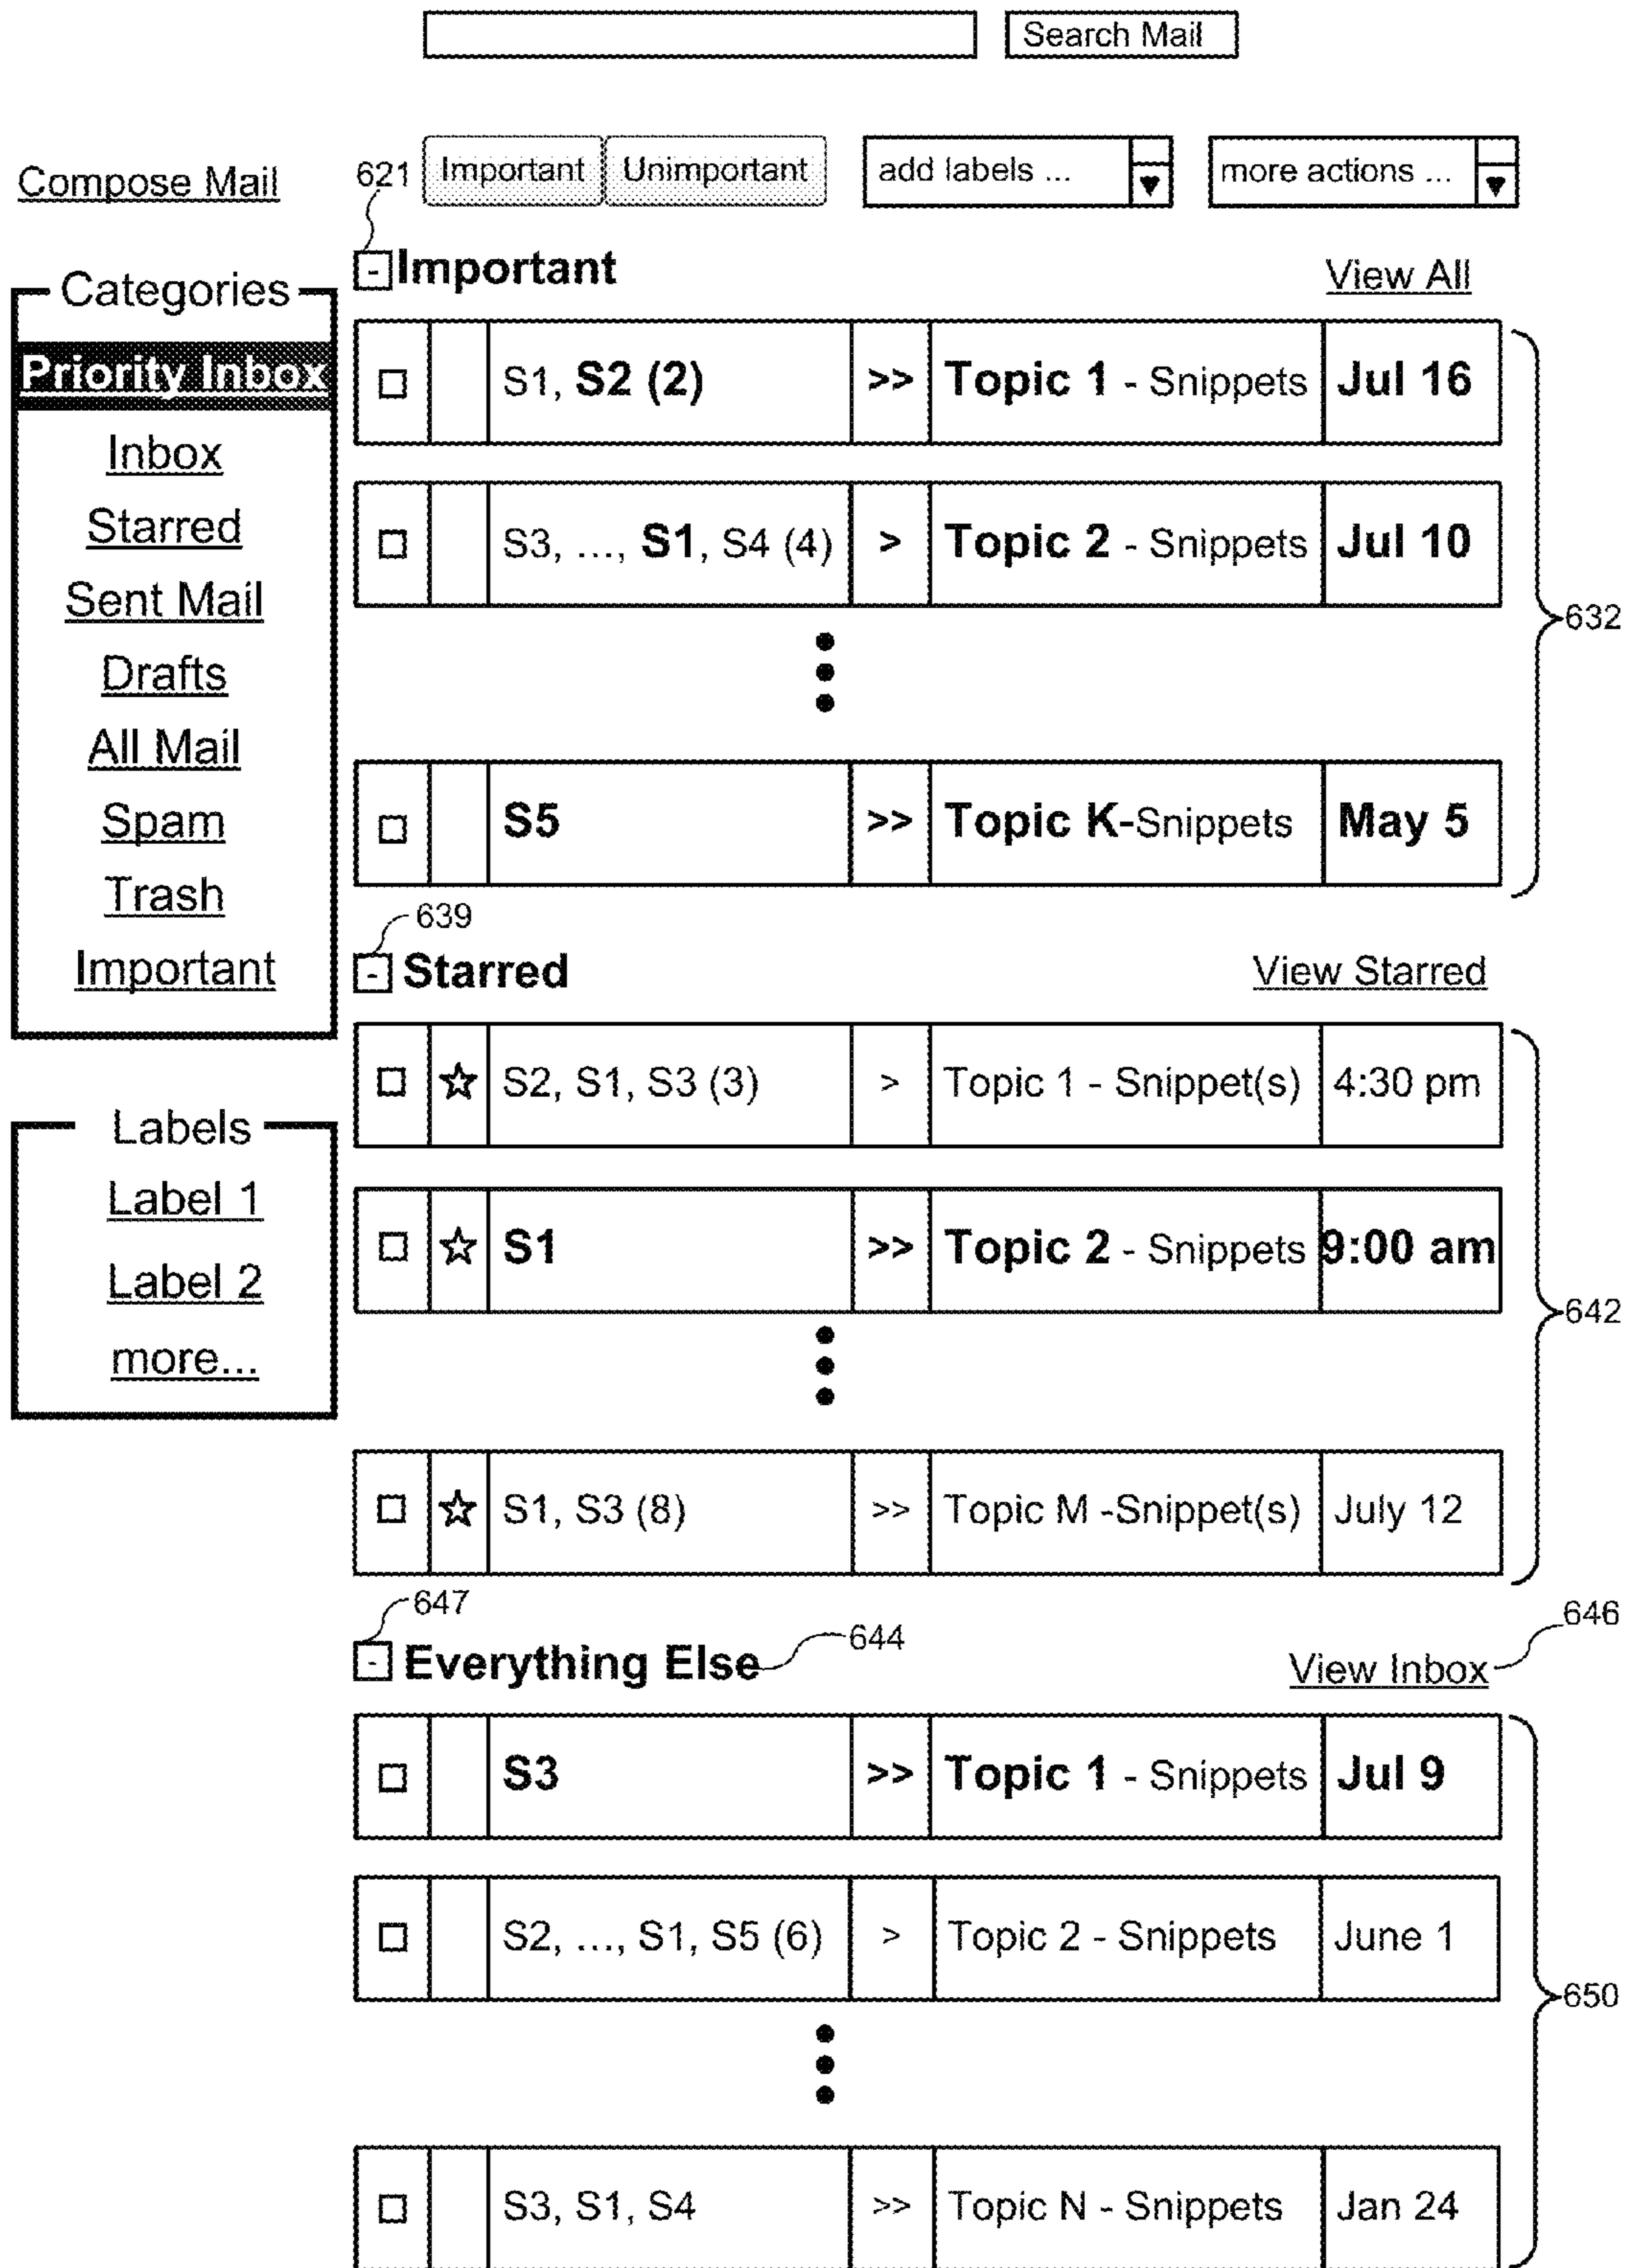 Search Mail
Compose Mail
621
Important Unimportant add labels ... more actions ...
Categories
Priority Inbox
Inbox
Starred
Sent Mail
Drafts
All Mail
Spam
Trash
Important
Labels
Label 1
Label 2
more...
- Important View All
S1, S2 (2) >> Topic 1 - Snippets Jul 16
S3, ..., S1, S4 (4) > Topic 2 - Snippets Jul 10
632
S5 >> Topic K-Snippets May 5
639
- Starred View Starred
S2, S1, S3 (3) > Topic 1 - Snippet(s) 4:30 pm
S1 >> Topic 2 - Snippets 9:00 am
642
S1, S3 (8) >> Topic M -Snippet(s) July 12
647
- Everything Else 644 View Inbox 646
S3 >> Topic 1 - Snippets Jul 9
S2, ..., S1, S5 (6) > Topic 2 - Snippets June 1
650
S3, S1, S4 >> Topic N - Snippets Jan 24